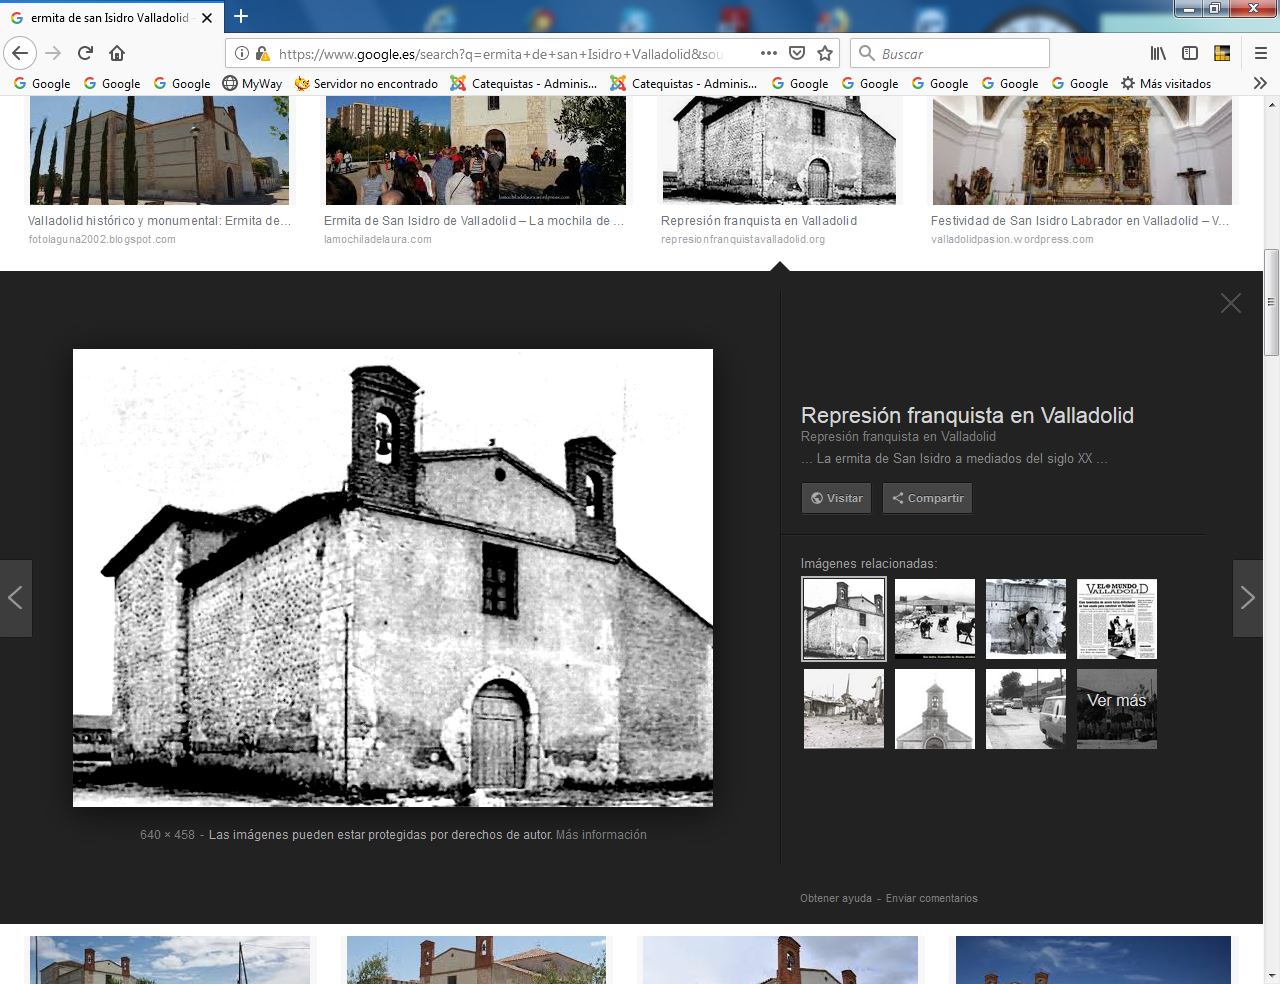 ermita de san Isidro Valladolid -
https://www.google.es/search?q=ermita+de+san+Isidro+Valladolid&sou
Buscar
Google
Google
Google
MyWay
Servidor no encontrado
Catequistas - Adminis...
Catequistas - Adminis...
Google
Google
Google
Google
Google
Más visitados
Valladolid histórico y monumental: Ermita de...
fotolaguna2002.blogspot.com
Ermita de San Isidro de Valladolid – La mochila de ...
lamochiladelaura.com
Represión franquista en Valladolid
represionfranquistavalladolid.org
Festividad de San Isidro Labrador en Valladolid – V...
valladolidpasion.wordpress.com
Represión franquista en Valladolid
Represión franquista en Valladolid
... La ermita de San Isidro a mediados del siglo XX ...
Visitar
Compartir
Imágenes relacionadas:
EL MUNDO
VALLADOLID
Ver más
640 × 458 - Las imágenes pueden estar protegidas por derechos de autor. Más información
Obtener ayuda - Enviar comentarios